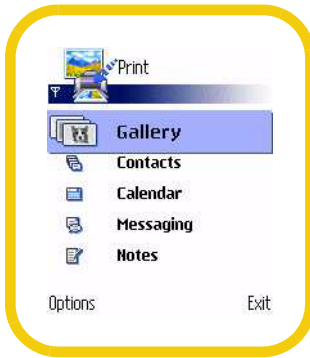 Print
Gallery
Contacts
Calendar
Messaging
Notes
Options Exit